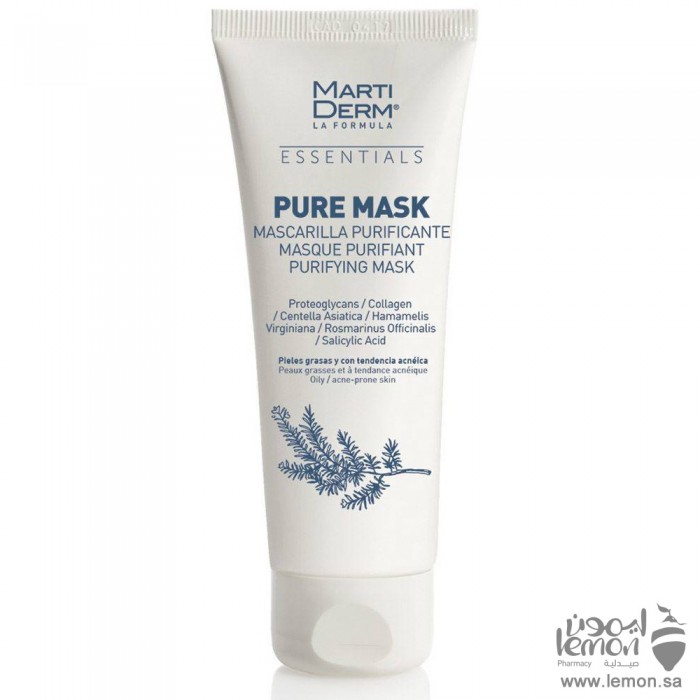 MARTI
DERM®
LA FORMULA
ESSENTIALS
PURE MASK
MASCARILLA PURIFICANTE
MASQUE PURIFIANT
PURIFYING MASK
Proteoglycans / Collagen
/ Centella Asiatica / Hamamelis
Virginiana / Rosmarinus Officinalis
/ Salicylic Acid
Pieles grasas y con tendencia acnéica
Peaux grasses et à tendance acnéique
Oily / acne-prone skin
ليمون
lemon
Pharmacy صيدلية
www.lemon.sa